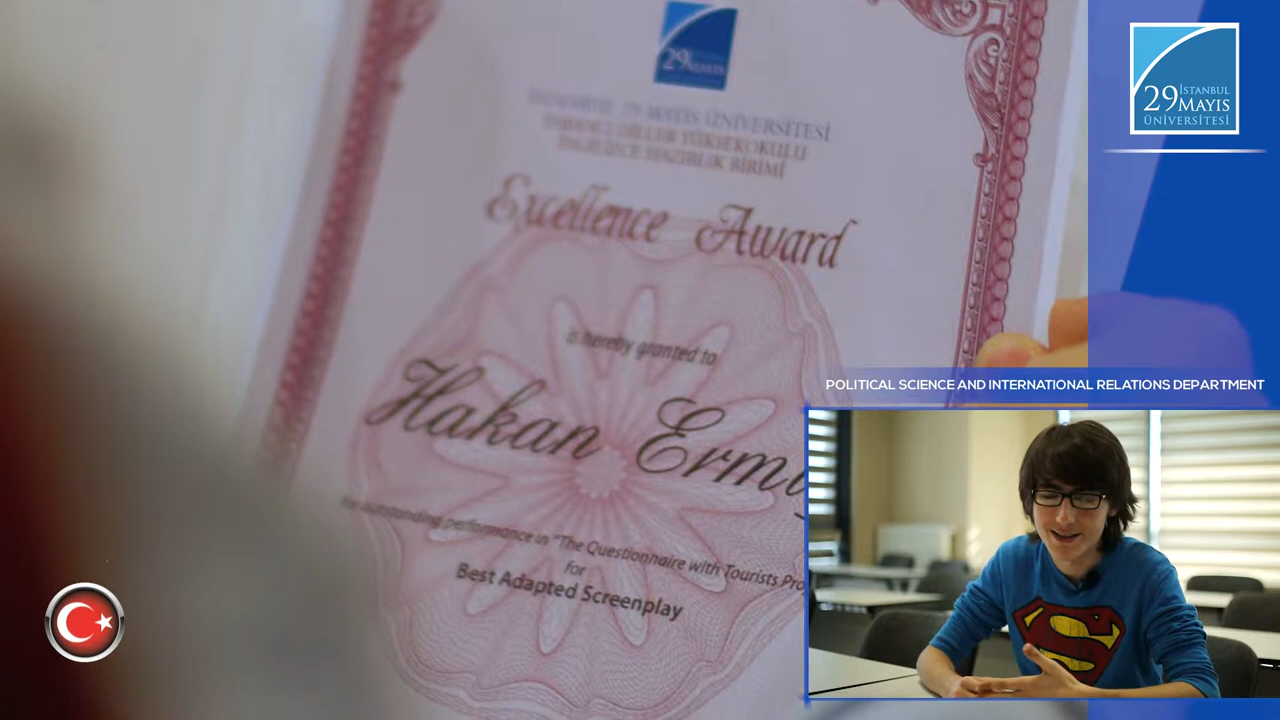 29 MAYIS
İSTANBUL 29 MAYIS ÜNİVERSİTESİ
YABANCI DİLLER YÜKSEKOKULU
İNGİLİZCE HAZIRLIK BİRİMİ
Excellence Award
is hereby granted to
Hakan Erm
for outstanding performance in "The Questionnaire with Tourists Pro
for
Best Adapted Screenplay
İSTANBUL
29 MAYIS
ÜNİVERSİTESİ
POLITICAL SCIENCE AND INTERNATIONAL RELATIONS DEPARTMENT